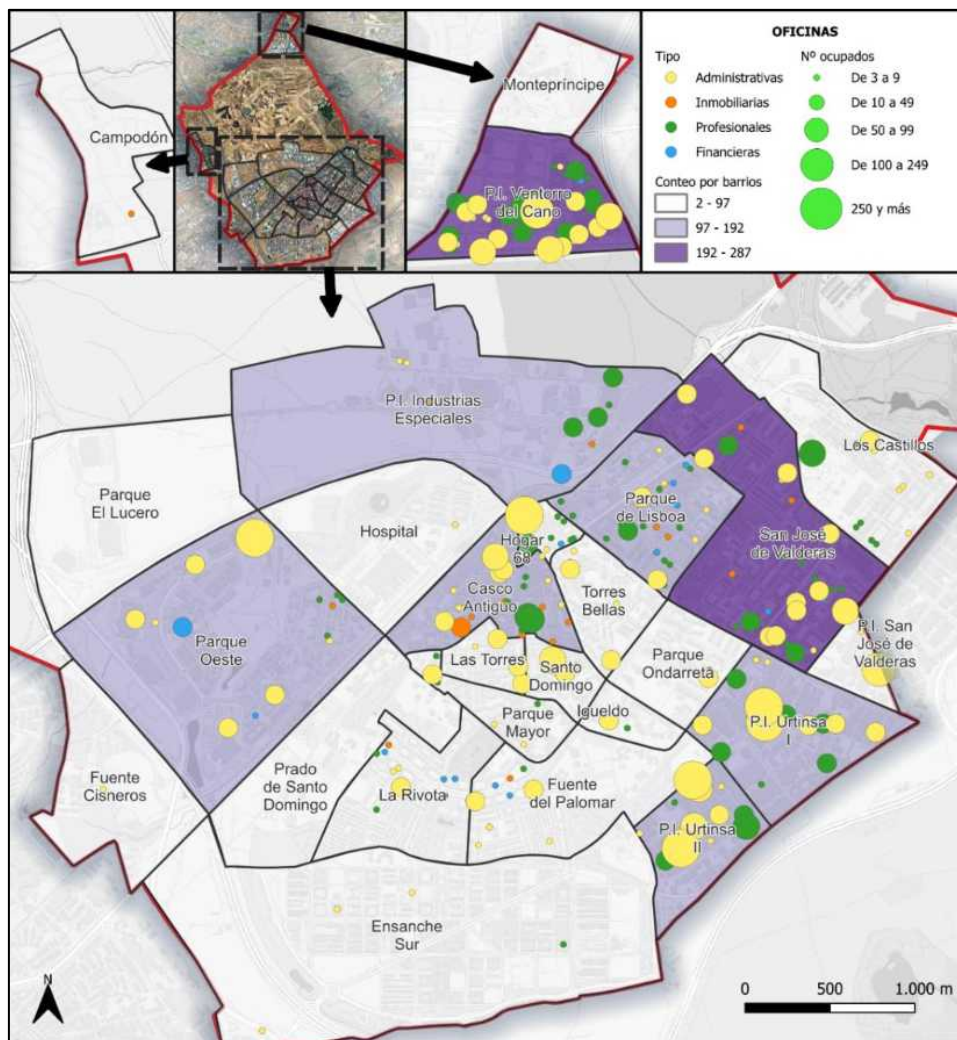 Campodón
Montepríncipe
P.I. Ventorro
del Cano
OFICINAS
Tipo
Administrativas
Inmobiliarias
Profesionales
Financieras
Conteo por barrios
2 - 97
97 - 192
192 - 287
Nº ocupados
De 3 a 9
De 10 a 49
De 50 a 99
De 100 a 249
250 y más
P.I. Industrias
Especiales
Los Castillos
Parque
El Lucero
Hospital
Parque
de Lisboa
Hogar
68
San José
de Valderas
Casco
Antiguo
Torres
Bellas
Parque
Oeste
P.I. San
José de
Valderas
Las Torres
Santo
Domingo
Parque
Ondarreta
Parque
Mayor
Igueldo
P.I. Urtinsa
I
Fuente
Cisneros
Prado
de Santo
Domingo
La Rivota
Fuente
del Palomar
P.I. Urtinsa
II
Ensanche
Sur
N
0 500 1.000 m